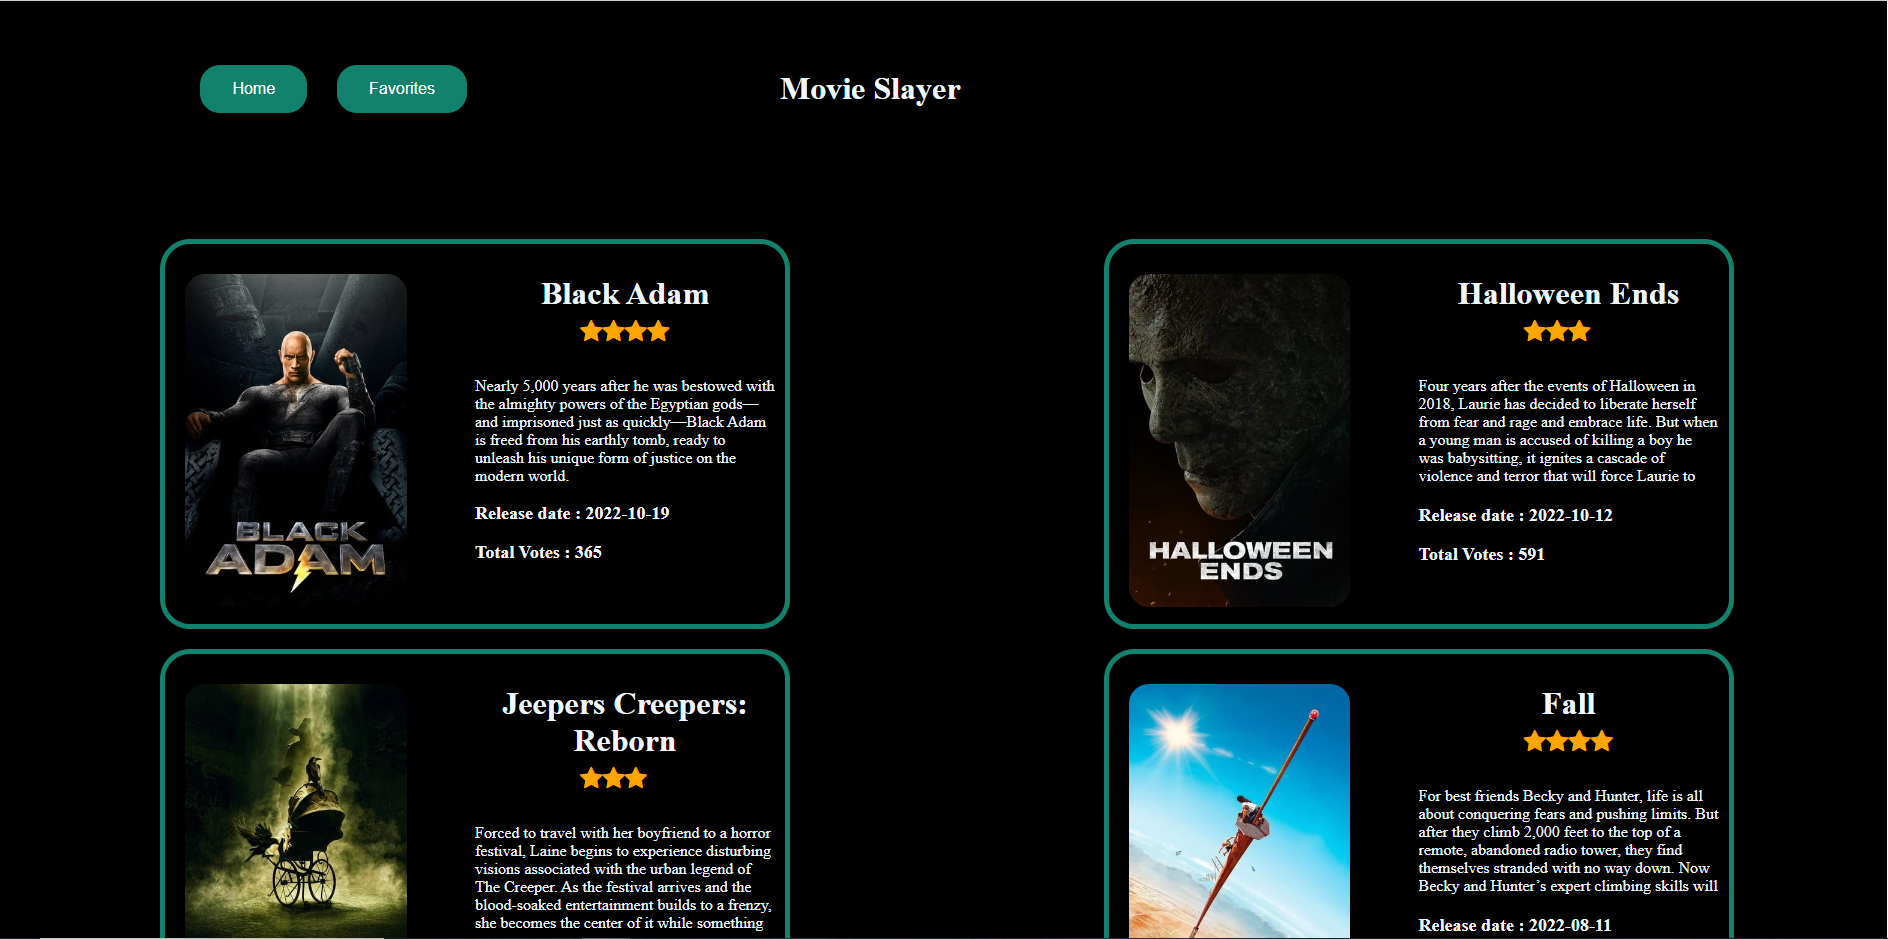 Home
Favorites
Movie Slayer
BLACK
ADAM
Black Adam
Nearly 5,000 years after he was bestowed with
the almighty powers of the Egyptian gods—
and imprisoned just as quickly—Black Adam
is freed from his earthly tomb, ready to
unleash his unique form of justice on the
modern world.
Release date : 2022-10-19
Total Votes : 365
HALLOWEEN
ENDS
Halloween Ends
Four years after the events of Halloween in
2018, Laurie has decided to liberate herself
from fear and rage and embrace life. But when
a young man is accused of killing a boy he
was babysitting, it ignites a cascade of
violence and terror that will force Laurie to
Release date : 2022-10-12
Total Votes : 591
Jeepers Creepers:
Reborn
Forced to travel with her boyfriend to a horror
festival, Laine begins to experience disturbing
visions associated with the urban legend of
The Creeper. As the festival arrives and the
blood-soaked entertainment builds to a frenzy,
she becomes the center of it while something
Fall
For best friends Becky and Hunter, life is all
about conquering fears and pushing limits. But
after they climb 2,000 feet to the top of a
remote, abandoned radio tower, they find
themselves stranded with no way down. Now
Becky and Hunter’s expert climbing skills will
Release date : 2022-08-11